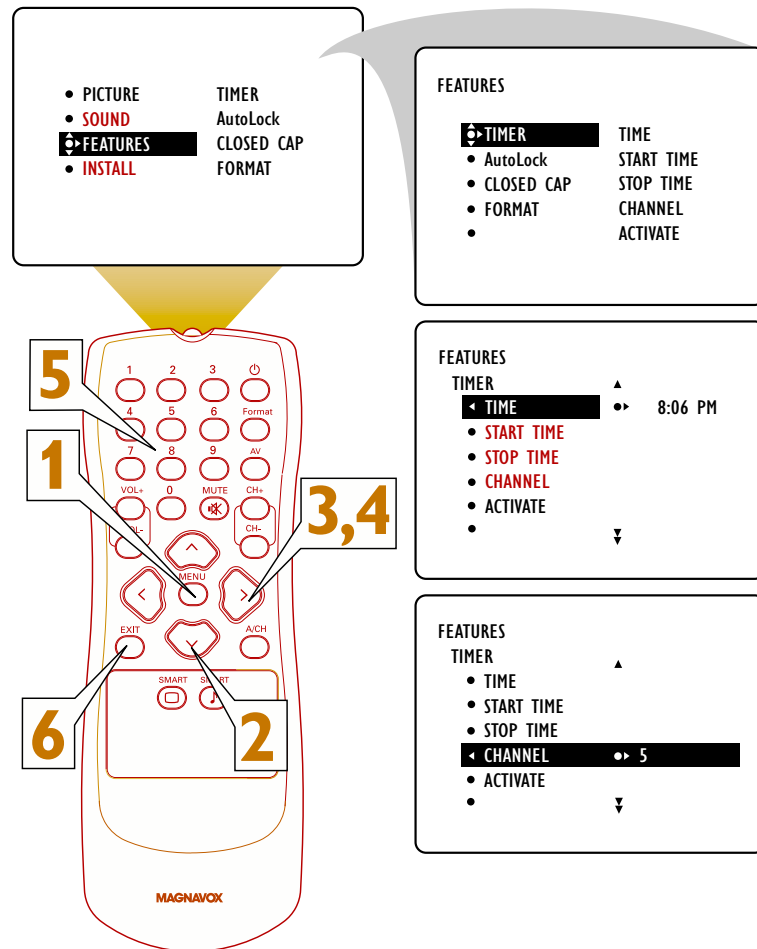 PICTURE TIMER
SOUND AutoLock
FEATURES CLOSED CAP
INSTALL FORMAT
FEATURES
TIMER TIME
AutoLock START TIME
CLOSED CAP STOP TIME
FORMAT CHANNEL
ACTIVATE
FEATURES
TIMER
TIME 8:06 PM
START TIME
STOP TIME
CHANNEL
ACTIVATE
FEATURES
TIMER
TIME
START TIME
STOP TIME
CHANNEL 5
ACTIVATE
5
1
3,4
6
2
1 2 3
4 5 6 Format
7 8 9 AV
VOL+ 0 MUTE CH+
OL- CH-
MENU
EXIT A/CH
SMART SM RT
MAGNAVOX